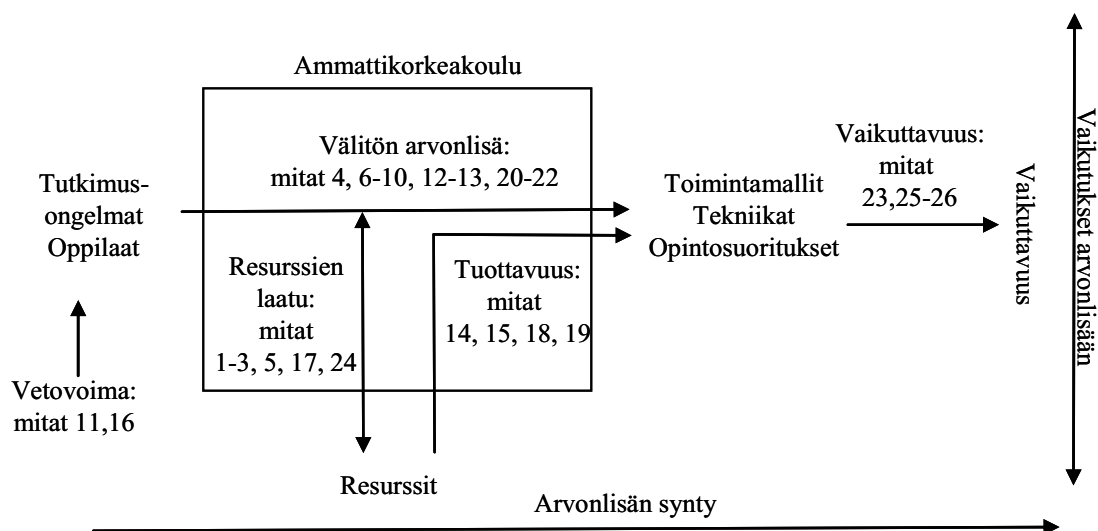 Ammattikorkeakoulu
Välitön arvonlisä:
mitat 4, 6-10, 12-13, 20-22
Tutkimus-
ongelmat
Oppilaat
Vetovoima:
mitat 11,16
Resurssien
laatu:
mitat
1-3, 5, 17, 24
Tuottavuus:
mitat
14, 15, 18, 19
Resurssit
Toimintamallit
Tekniikat
Opintosuoritukset
Vaikuttavuus:
mitat
23,25-26
Vaikuttavuus
Vaikutukset arvonlisään
Arvonlisän synty